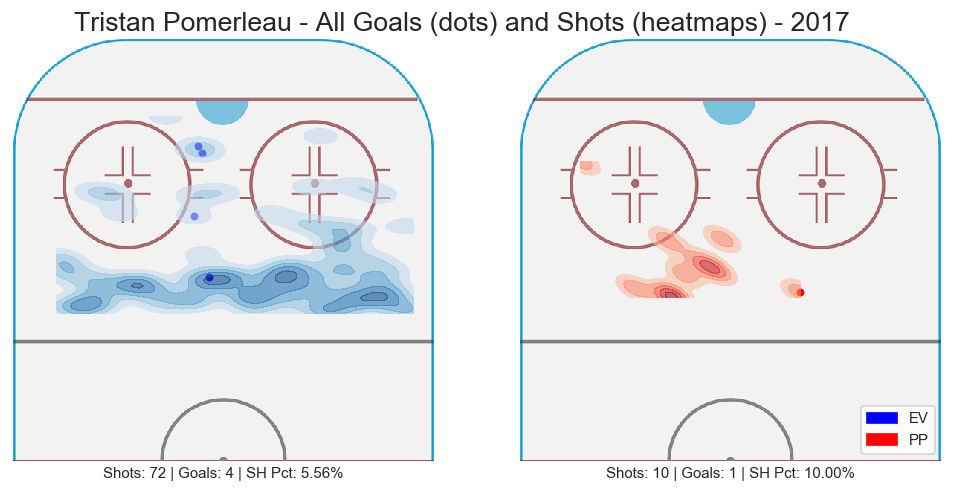 Tristan Pomerleau - All Goals (dots) and Shots (heatmaps) - 2017
EV
PP
Shots: 72 | Goals: 4 | SH Pct: 5.56%
Shots: 10 | Goals: 1 | SH Pct: 10.00%